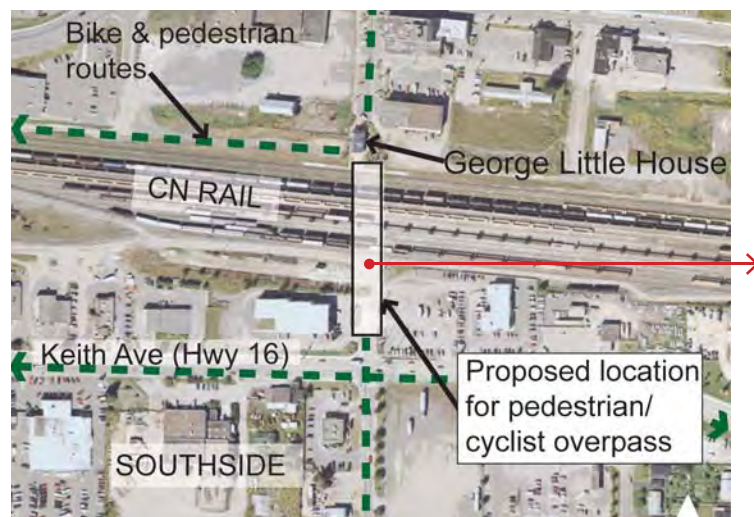 Bike & pedestrian
routes
George Little House
CN RAIL
Keith Ave (Hwy 16)
Proposed location
for pedestrian/
cyclist overpass
SOUTHSIDE